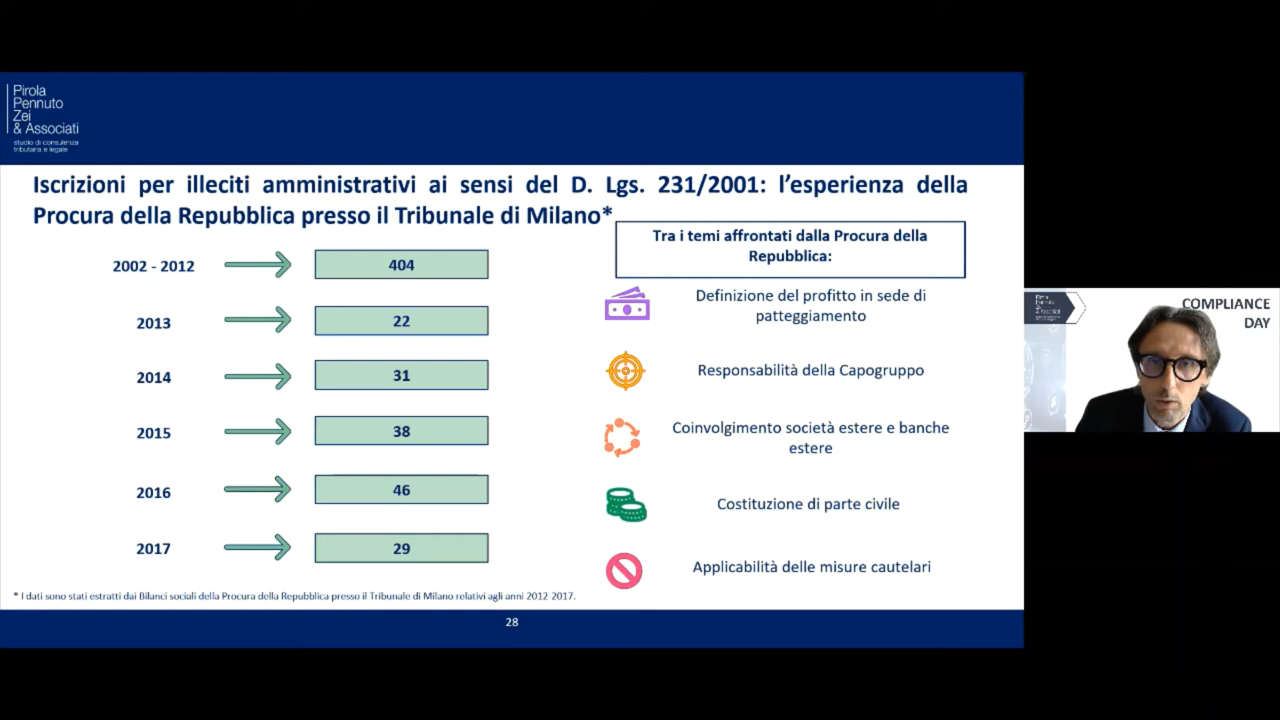 Pirola
Pennuto
Zei
& Associati
studio di consulenza
tributaria e legale
Iscrizioni per illeciti amministrativi ai sensi del D. Lgs. 231/2001: l'esperienza della
Procura della Repubblica presso il Tribunale di Milano*
2002 - 2012
404
2013
22
2014
31
2015
38
2016
46
2017
29
Tra i temi affrontati dalla Procura della
Repubblica:
Definizione del profitto in sede di
patteggiamento
Responsabilità della Capogruppo
Coinvolgimento società estere e banche
estere
Costituzione di parte civile
Applicabilità delle misure cautelari
* I dati sono stati estratti dai Bilanci sociali della Procura della Repubblica presso il Tribunale di Milano relativi agli anni 2012-2017.
28
COMPLIANCE
DAY